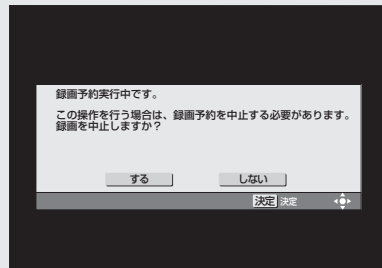 録画予約実行中です。
この操作を行う場合は、録画予約を中止する必要があります。
録画を中止しますか？
する しない
決定 決定